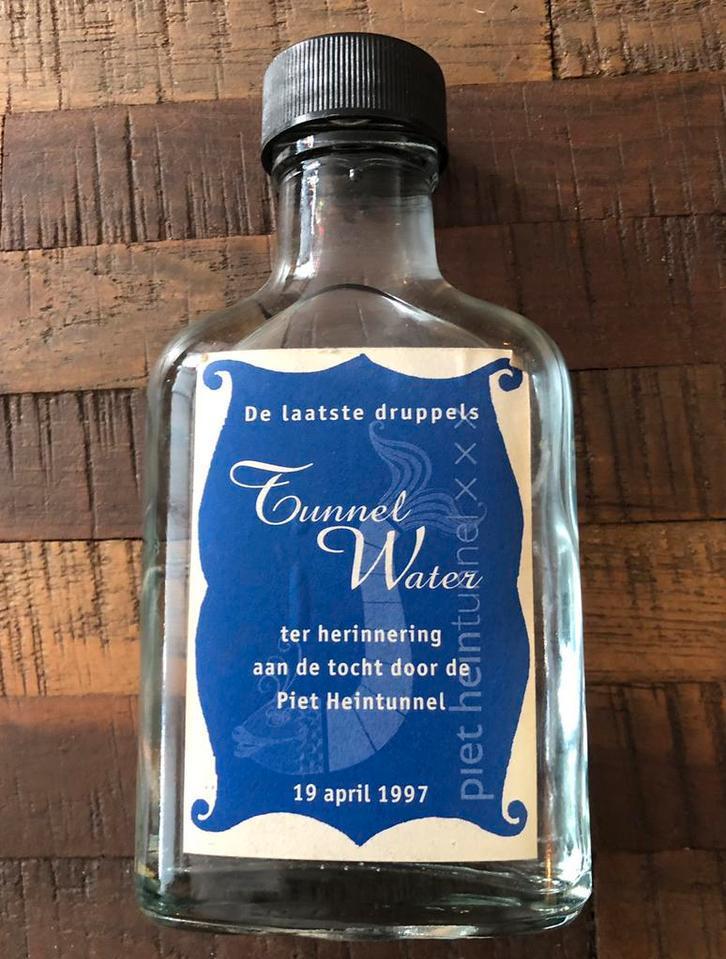 De laatste druppels
Tunnel
Water
ter herinnering
aan de tocht door de
Piet Heintunnel
19 april 1997
piet heintunnel xxx